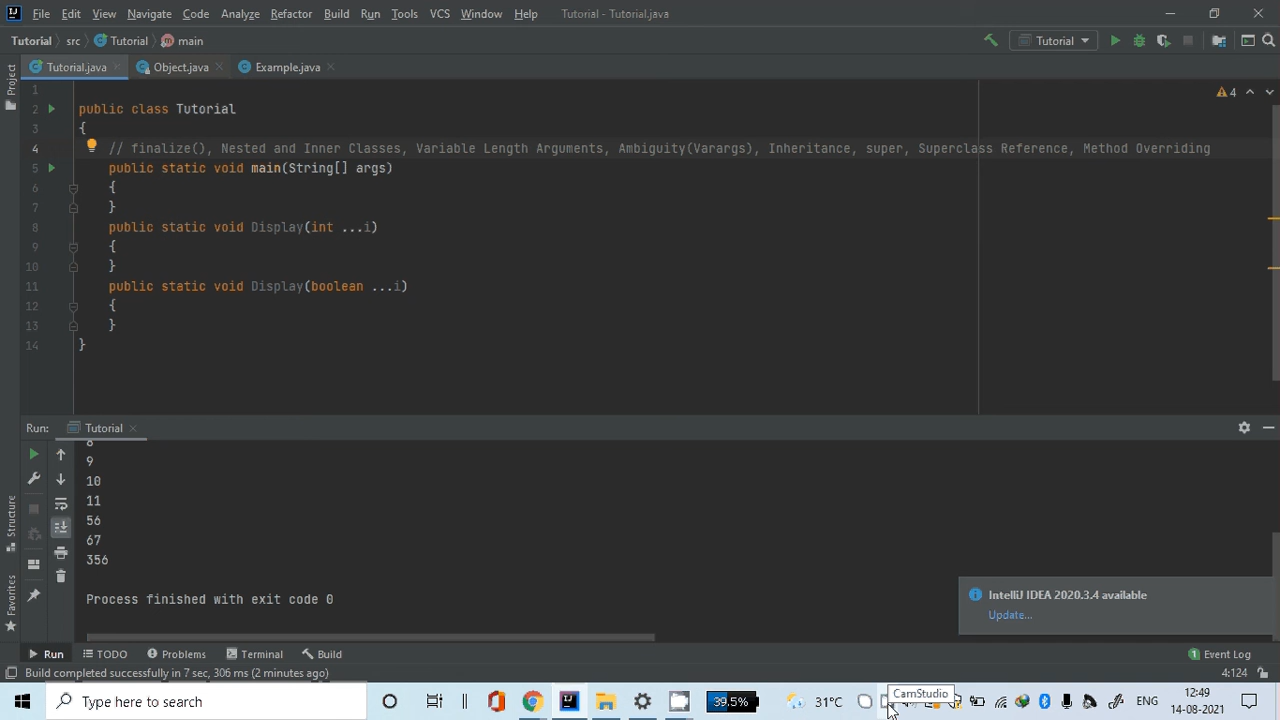 File Edit View Navigate Code Analyze Refactor Build Run Tools VCS Window Help Tutorial - Tutorial.java
Tutorial src Tutorial main Tutorial
Project
Tutorial.java Object.java Example.java
1
4
2 public class Tutorial
3 {
4 // finalize(), Nested and Inner Classes, Variable Length Arguments, Ambiguity(Varargs), Inheritance, super, Superclass Reference, Method Overriding
5 public static void main(String[] args)
6 {
7 }
8 public static void Display(int ...i)
9 {
10 }
11 public static void Display(boolean ...i)
12 {
13 }
14 }
Run: Tutorial
8
9
10
11
56
67
356
Process finished with exit code 0
Structure
Favorites
IntelliJ IDEA 2020.3.4 available
Update...
Run TODO Problems Terminal Build 1 Event Log
Build completed successfully in 7 sec, 306 ms (2 minutes ago) 4:124
CamStudio
Type here to search 39.5% 31°C ENG 12:49
14-08-2021